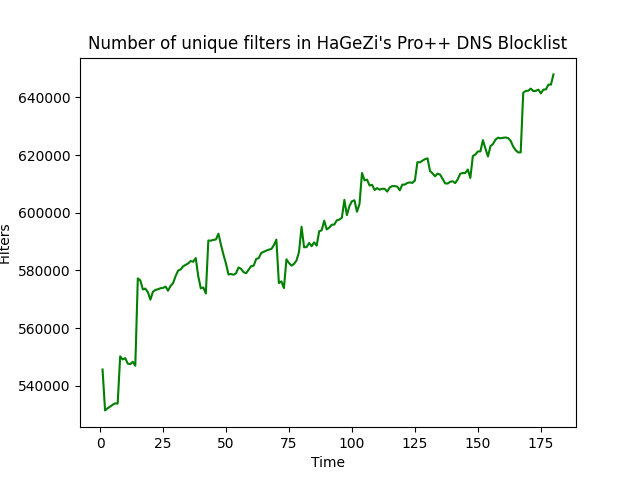 Number of unique filters in HaGeZi's Pro++ DNS Blocklist
640000
620000
600000
580000
560000
540000
Filters
0 25 50 75 100 125 150 175
Time